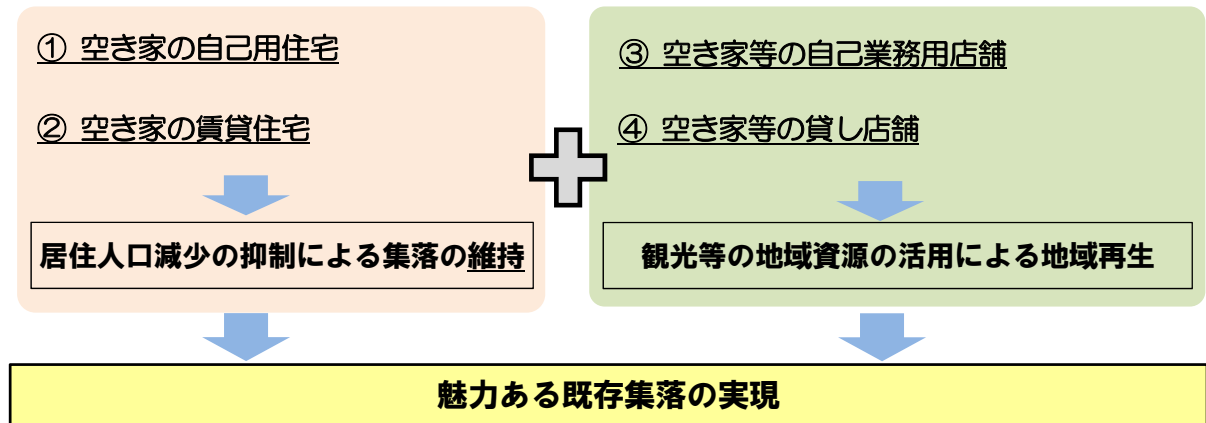 ① 空き家の自己用住宅
② 空き家の賃貸住宅
居住人口減少の抑制による集落の維持
③ 空き家等の自己業務用店舗
④ 空き家等の貸し店舗
観光等の地域資源の活用による地域再生
魅力ある既存集落の実現